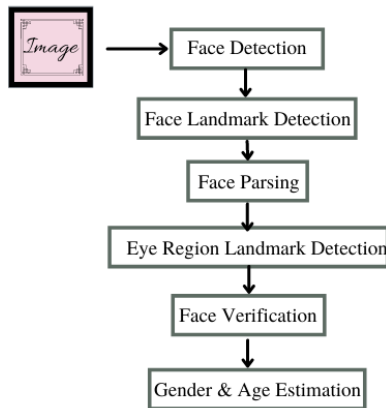 Image
Face Detection
Face Landmark Detection
Face Parsing
Eye Region Landmark Detection
Face Verification
Gender & Age Estimation